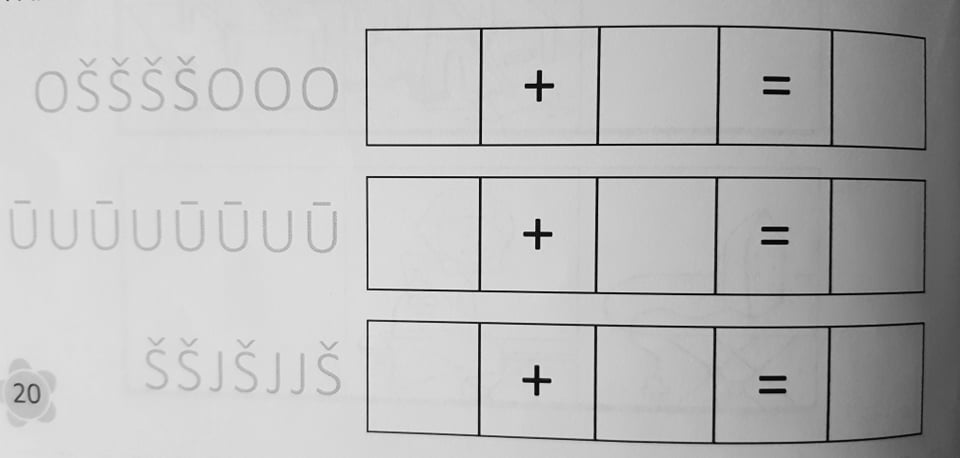 OŠŠŠŠOOO + =
ŪUŪUŪŪUŪ + =
ŠŠJŠJJŠ + =
20